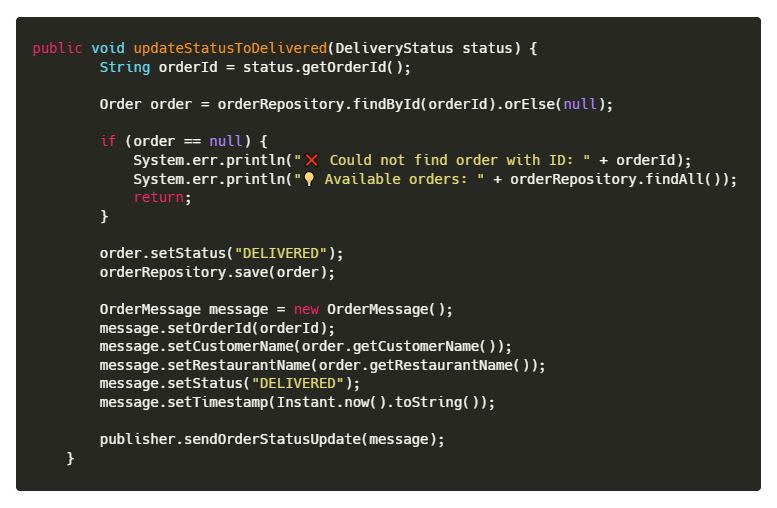 public void updateStatusToDelivered(DeliveryStatus status) {
String orderId = status.getOrderId();
Order order = orderRepository.findById(orderId).orElse(null);
if (order == null) {
System.err.println("❌ Could not find order with ID: " + orderId);
System.err.println("💡 Available orders: " + orderRepository.findAll());
return;
}
order.setStatus("DELIVERED");
orderRepository.save(order);
OrderMessage message = new OrderMessage();
message.setOrderId(orderId);
message.setCustomerName(order.getCustomerName());
message.setRestaurantName(order.getRestaurantName());
message.setStatus("DELIVERED");
message.setTimestamp(Instant.now().toString());
publisher.sendOrderStatusUpdate(message);
}